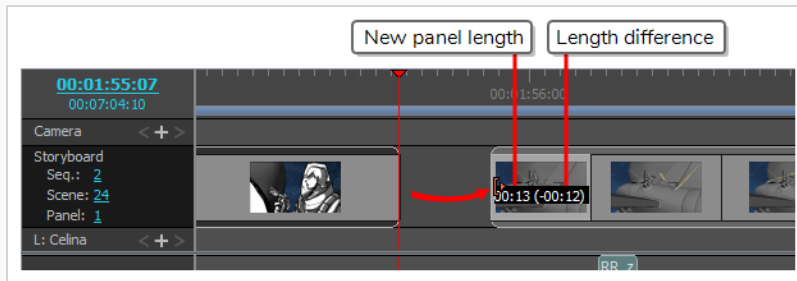 New panel length
Length difference
00:01:55:07
00:07:04:10
00:01:56:00
Camera < + >
Storyboard
Seq.: 2
Scene: 24
Panel: 1
00:13 (-00:12)
L: Celina < + >
RR_z